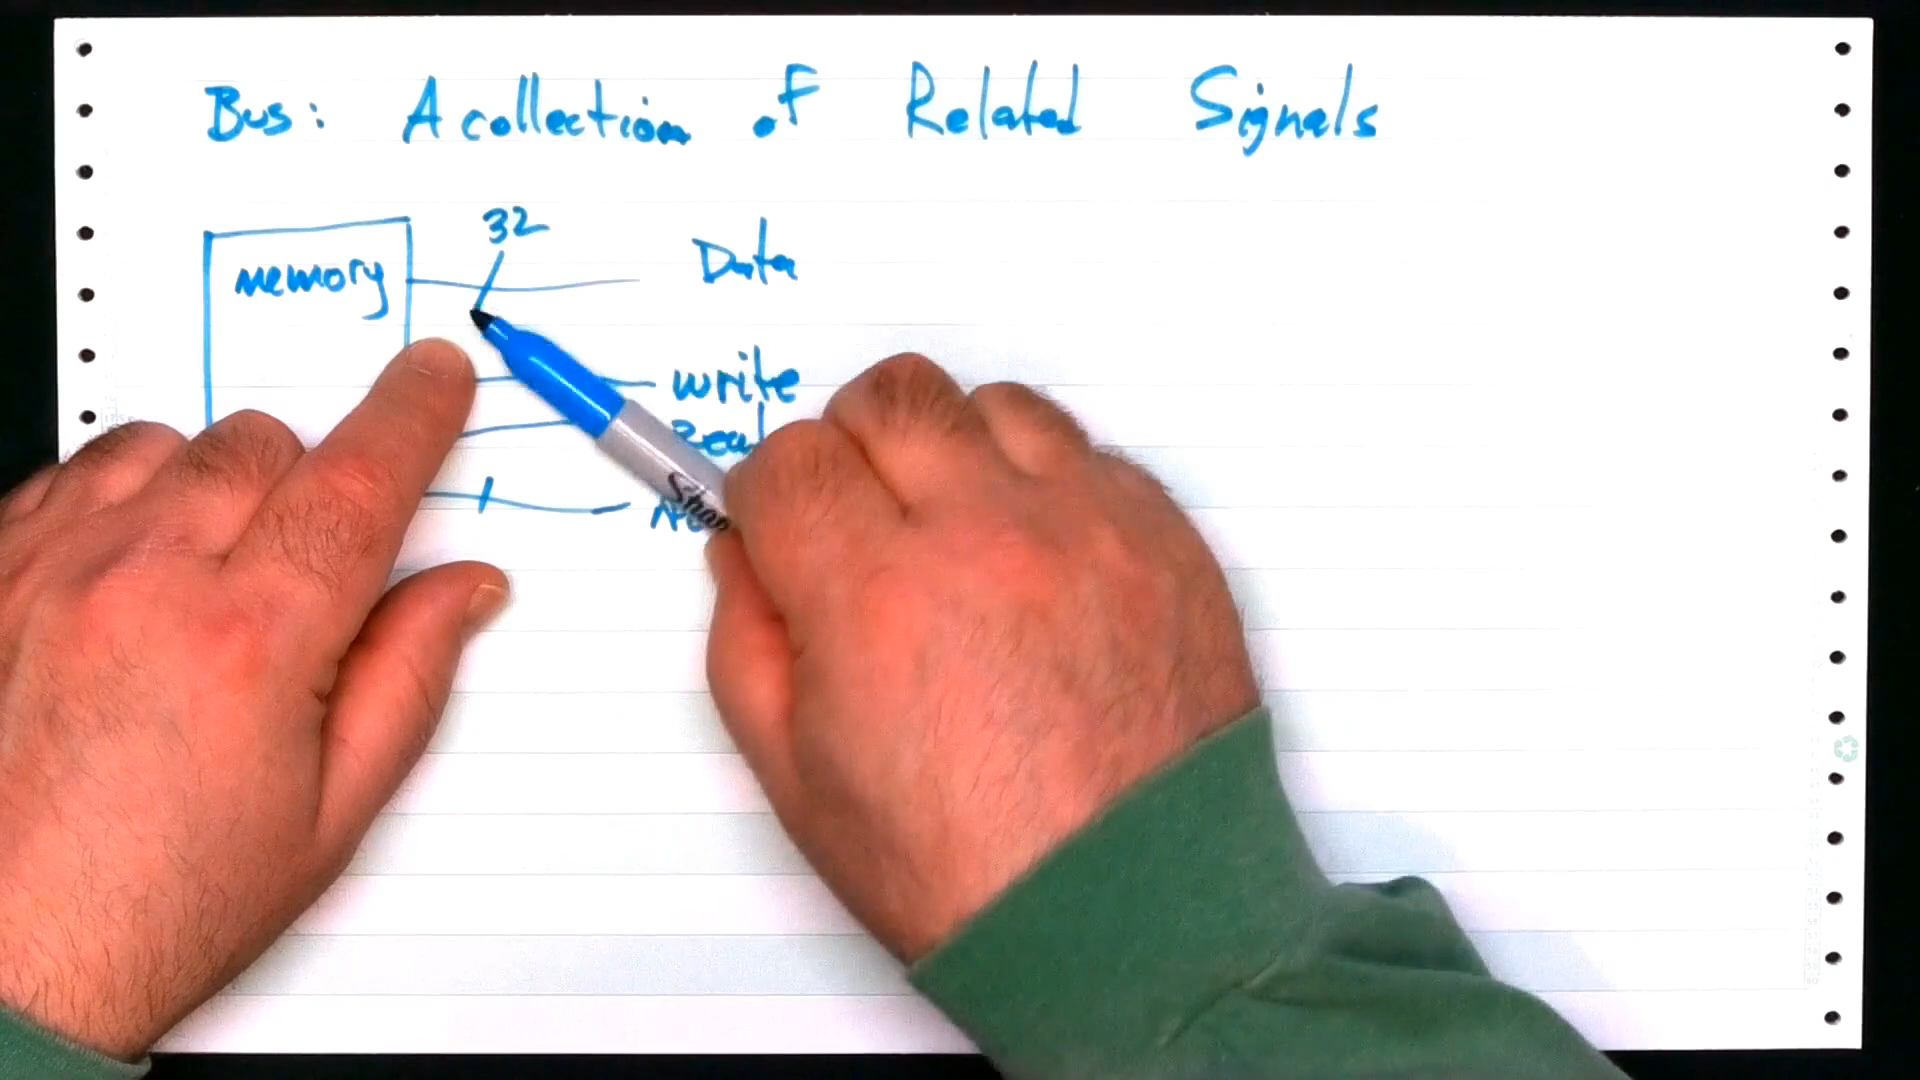 Bus: A collection of Related Signals
32
memory
Data
write